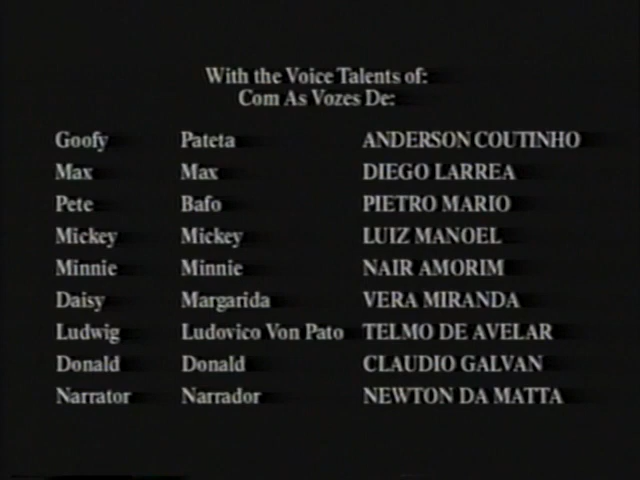 With the Voice Talents of:
Com As Vozes De:
Goofy Pateta ANDERSON COUTINHO
Max Max DIEGO LARREA
Pete Bafo PIETRO MARIO
Mickey Mickey LUIZ MANOEL
Minnie Minnie NAIR AMORIM
Daisy Margarida VERA MIRANDA
Ludwig Ludovico Von Pato TELMO DE AVELAR
Donald Donald CLAUDIO GALVAN
Narrator Narrador NEWTON DA MATTA